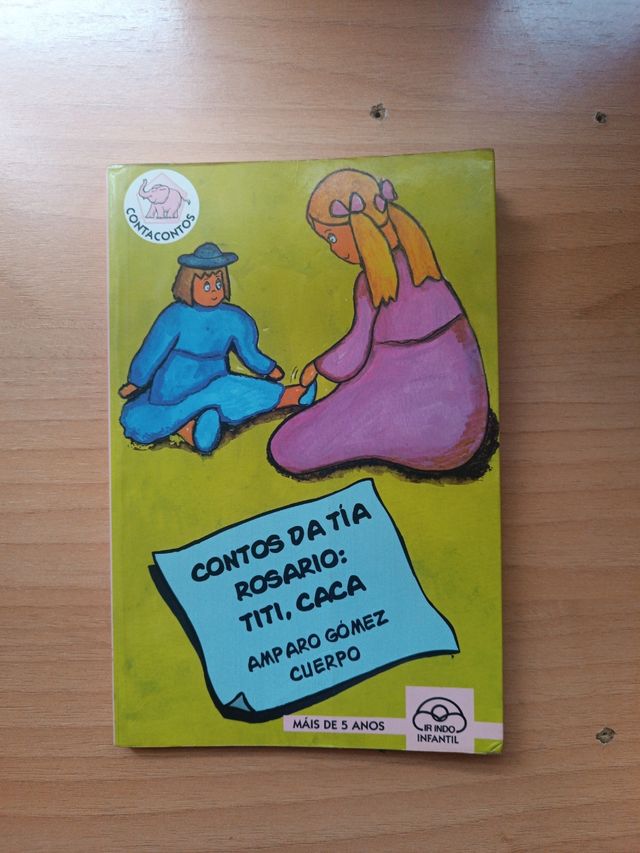 CONTACONTOS
CONTOS DA TÍA
ROSARIO:
TITI, CACA
AMPARO GÓMEZ
CUERPO
MÁIS DE 5 ANOS
IR INDO
INFANTIL